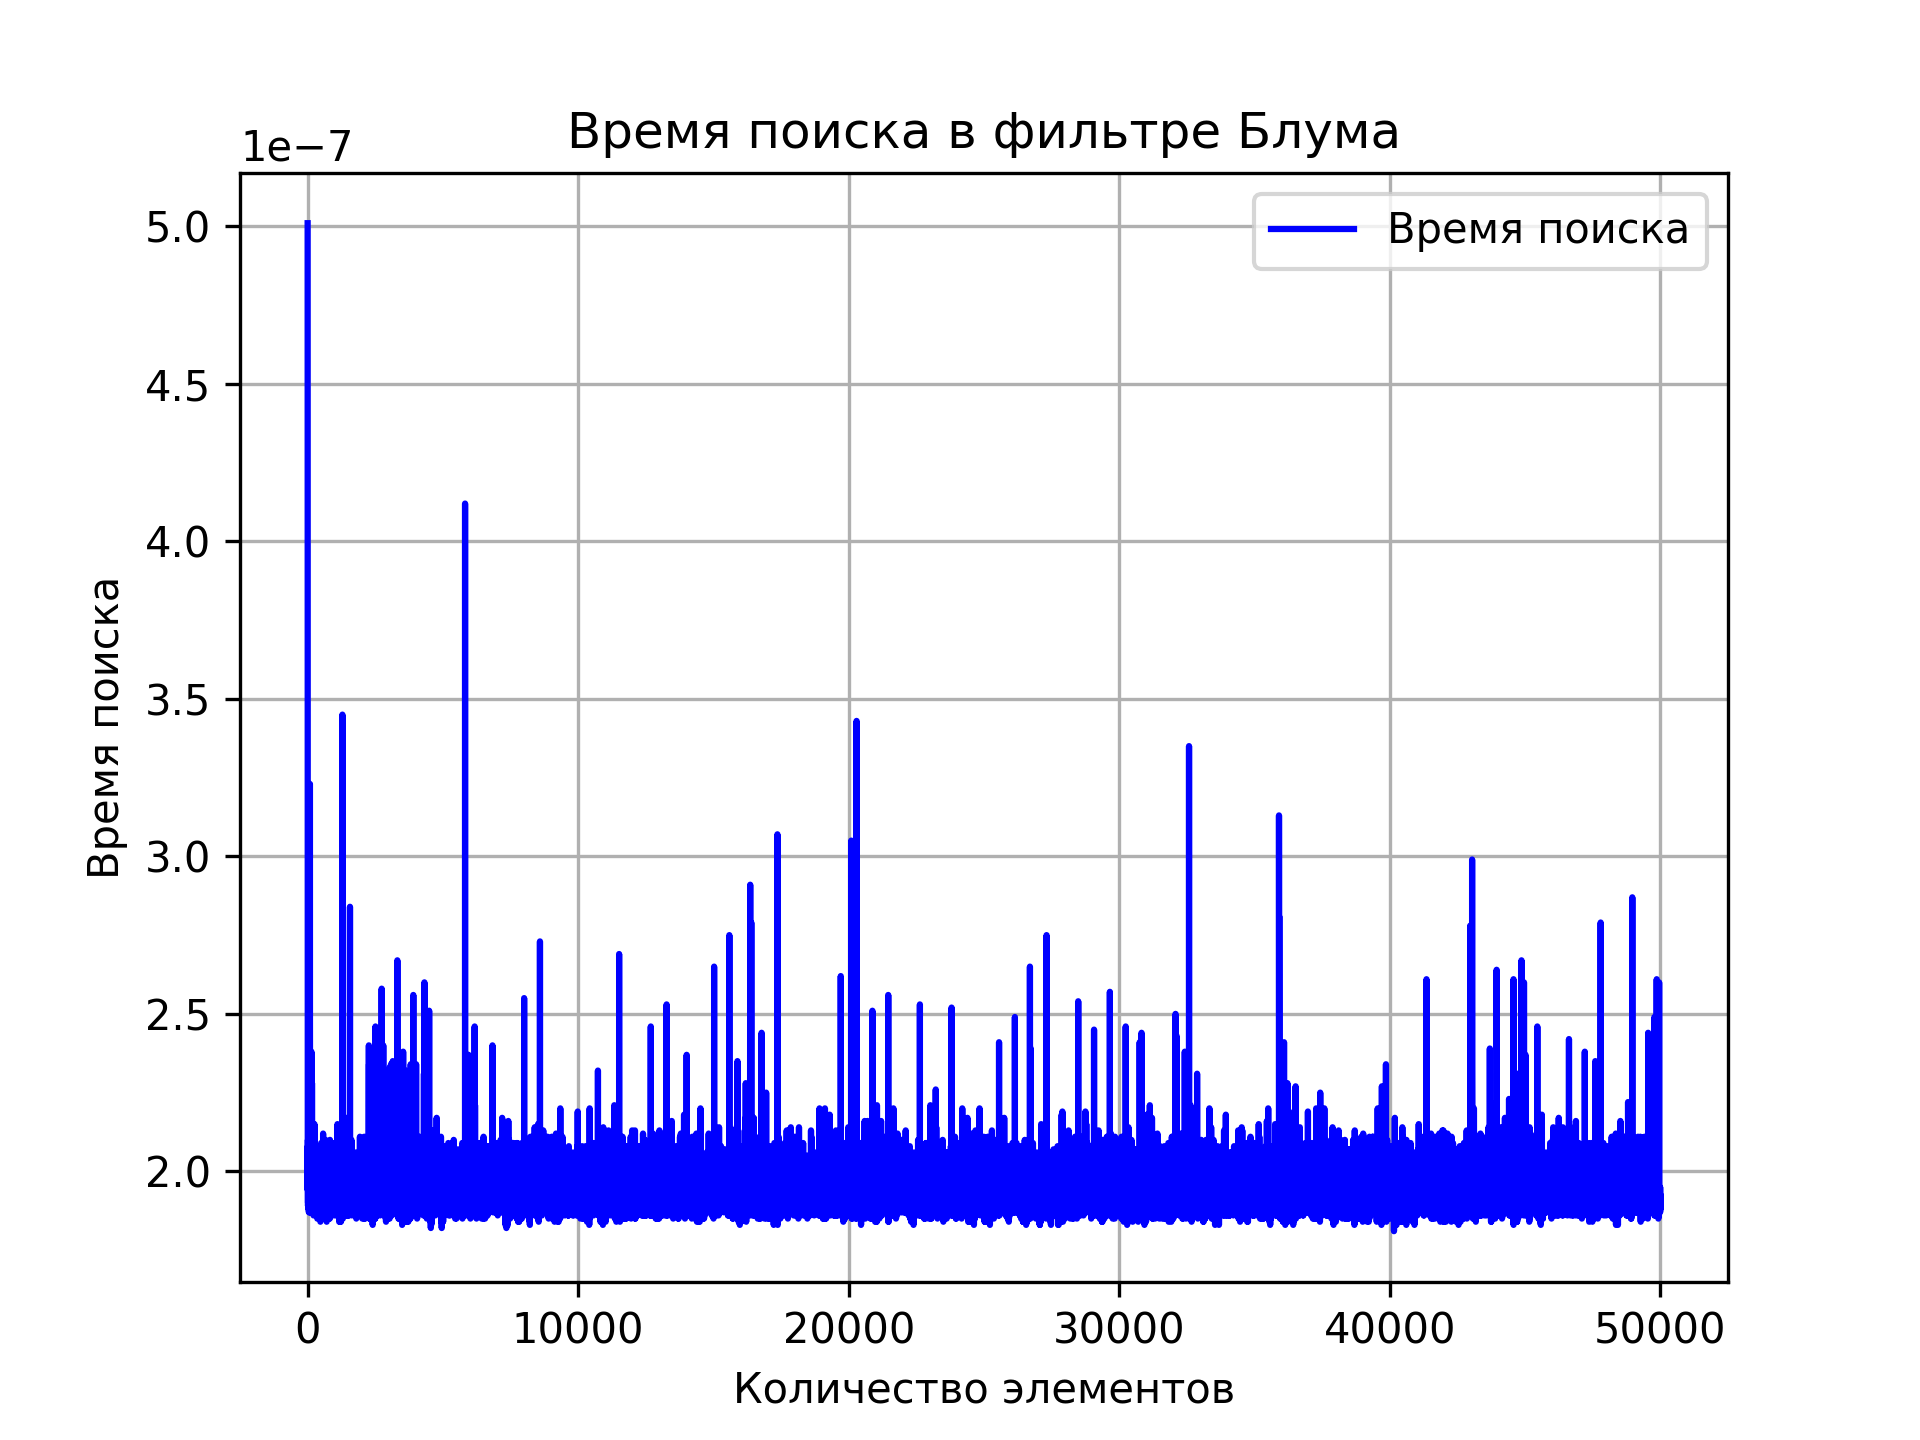 Время поиска в фильтре Блума
1e−7
Время поиска
5.0
4.5
4.0
3.5
3.0
2.5
2.0
Время поиска
0 10000 20000 30000 40000 50000
Количество элементов